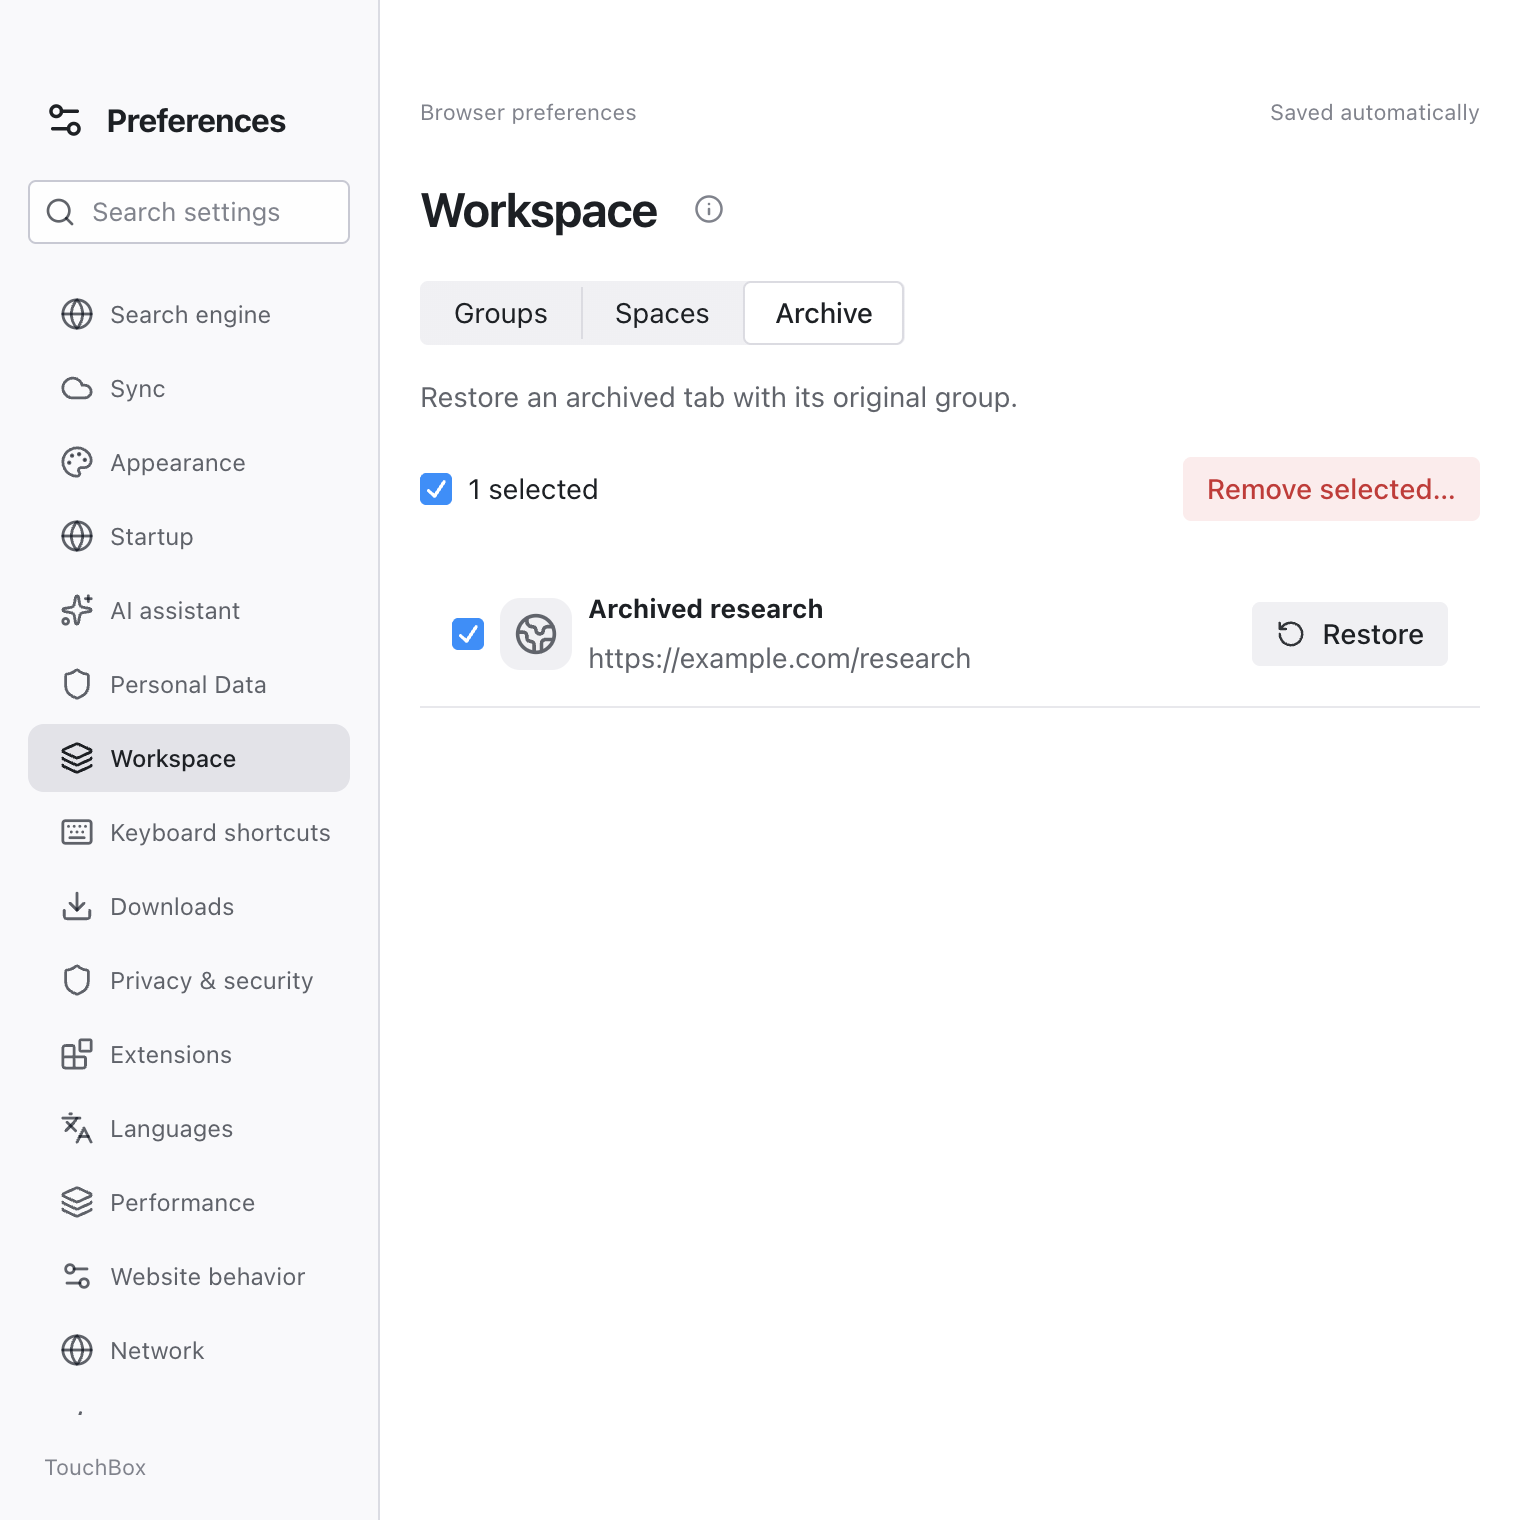 Preferences
Search settings
Search engine
Sync
Appearance
Startup
AI assistant
Personal Data
Workspace
Keyboard shortcuts
Downloads
Privacy & security
Extensions
Languages
Performance
Website behavior
Network
TouchBox
Browser preferences
Saved automatically
Workspace
Groups
Spaces
Archive
Restore an archived tab with its original group.
1 selected
Remove selected...
Archived research
https://example.com/research
Restore